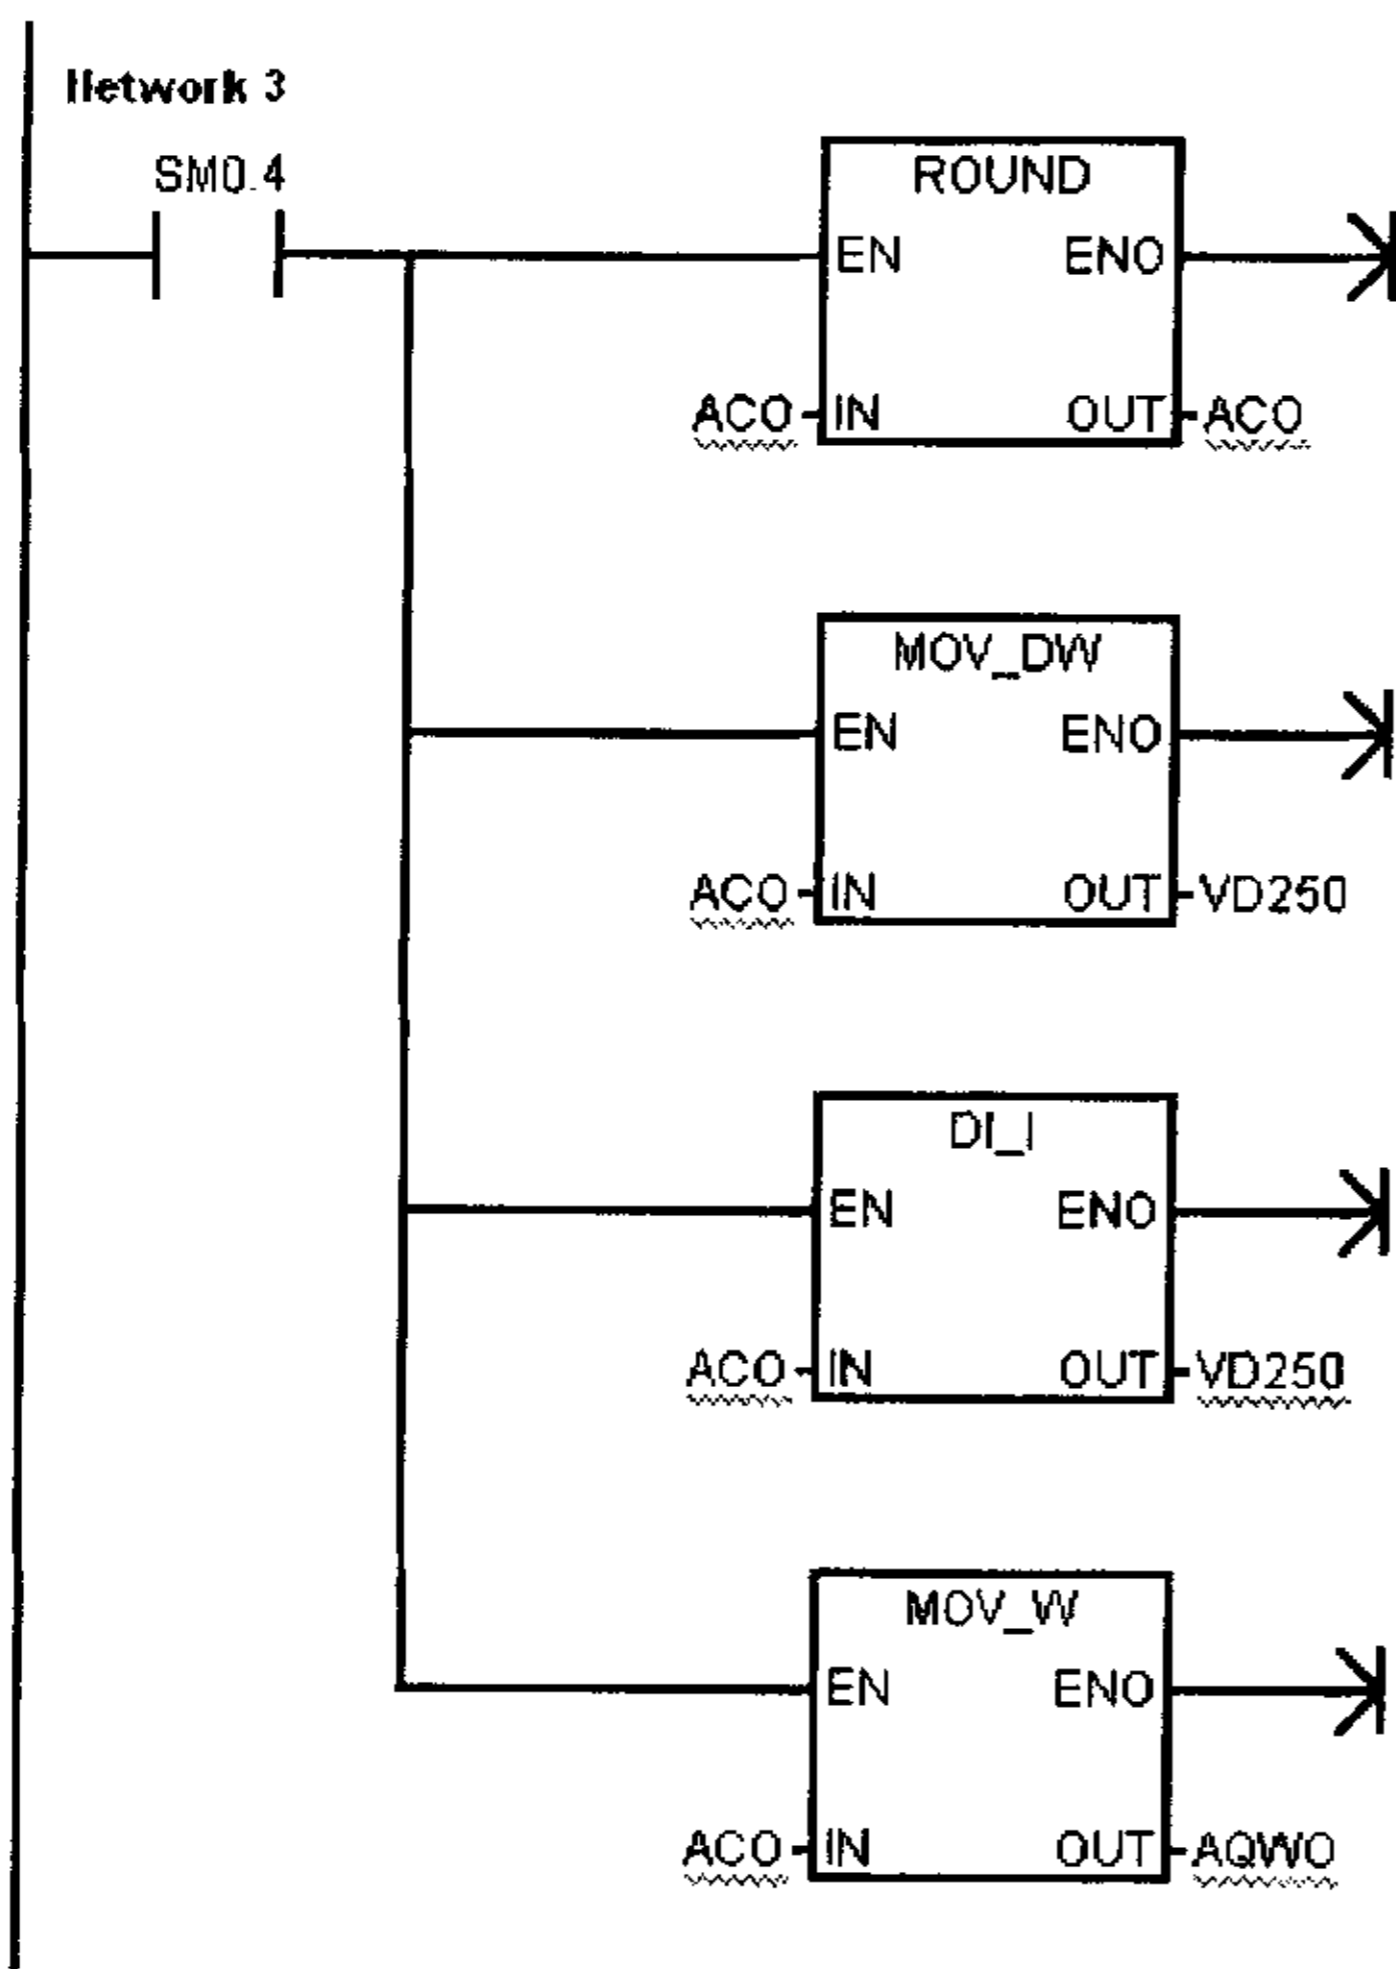 Network 3
SM0.4
ROUND
EN ENO
AC0 IN OUT AC0
MOV_DW
EN ENO
AC0 IN OUT VD250
DI_I
EN ENO
AC0 IN OUT VD250
MOV_W
EN ENO
AC0 IN OUT AQW0